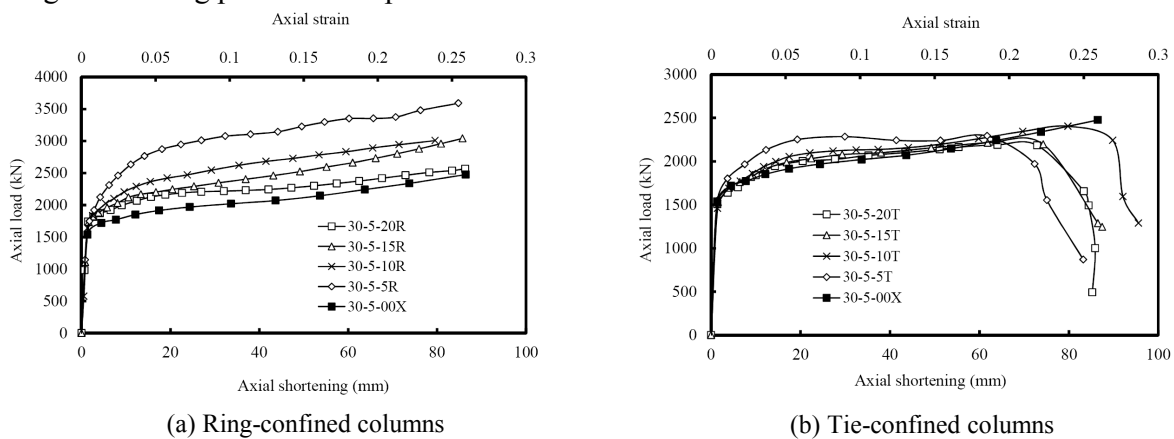 Axial strain
0 0.05 0.1 0.15 0.2 0.25 0.3
4000
3500
3000
2500
2000
1500
1000
500
0
Axial load (kN)
30-5-20R
30-5-15R
30-5-10R
30-5-5R
30-5-00X
0 20 40 60 80 100
Axial shortening (mm)
(a) Ring-confined columns
Axial strain
0 0.05 0.1 0.15 0.2 0.25 0.3
3000
2500
2000
1500
1000
500
0
Axial load (kN)
30-5-20T
30-5-15T
30-5-10T
30-5-5T
30-5-00X
0 20 40 60 80 100
Axial shortening (mm)
(b) Tie-confined columns